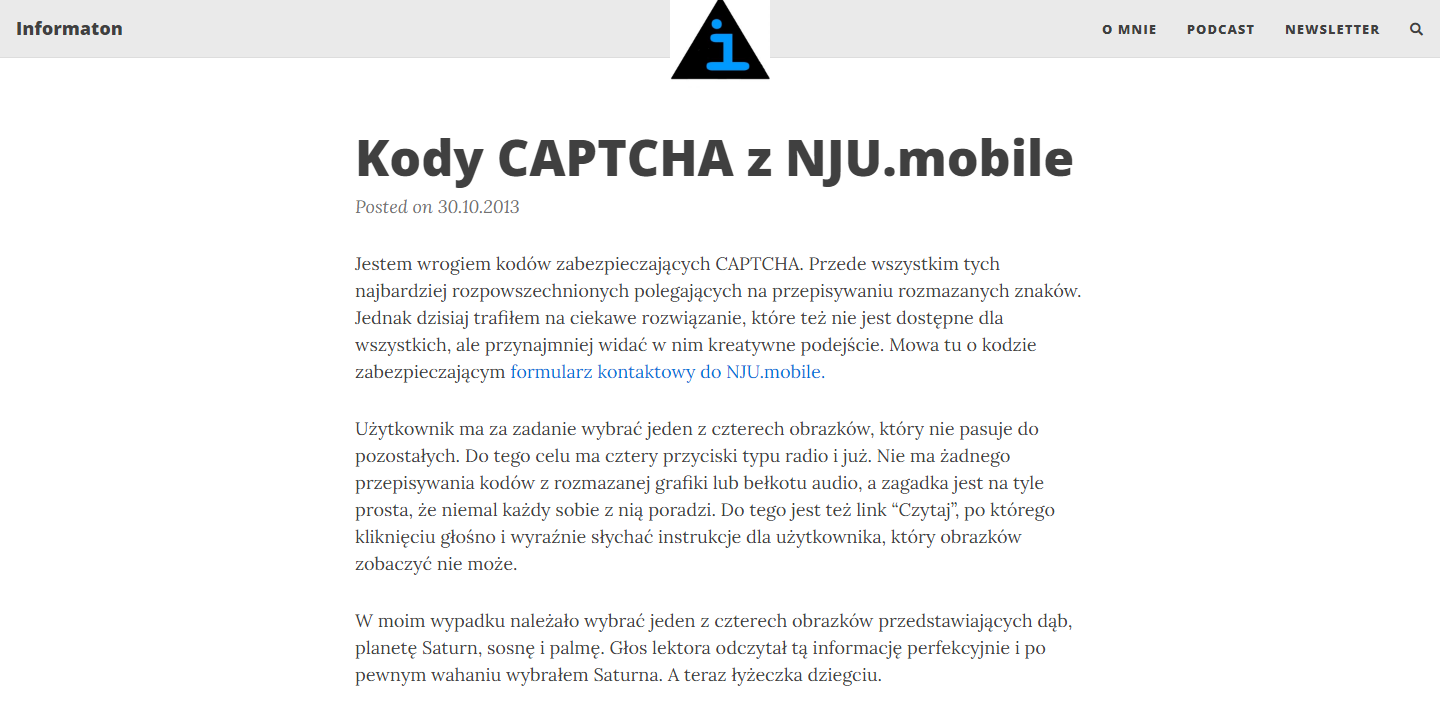 Informaton
i
O MNIE PODCAST NEWSLETTER
Kody CAPTCHA z NJU.mobile
Posted on 30.10.2013
Jestem wrogiem kodów zabezpieczających CAPTCHA. Przede wszystkim tych
najbardziej rozpowszechnionych polegających na przepisywaniu rozmazanych znaków.
Jednak dzisiaj trafiłem na ciekawe rozwiązanie, które też nie jest dostępne dla
wszystkich, ale przynajmniej widać w nim kreatywne podejście. Mowa tu o kodzie
zabezpieczającym formularz kontaktowy do NJU.mobile.
Użytkownik ma za zadanie wybrać jeden z czterech obrazków, który nie pasuje do
pozostałych. Do tego celu ma cztery przyciski typu radio i już. Nie ma żadnego
przepisywania kodów z rozmazanej grafiki lub bełkotu audio, a zagadka jest na tyle
prosta, że niemal każdy sobie z nią poradzi. Do tego jest też link “Czytaj”, po którego
kliknięciu głośno i wyraźnie słychać instrukcje dla użytkownika, który obrazków
zobaczyć nie może.
W moim wypadku należało wybrać jeden z czterech obrazków przedstawiających dąb,
planetę Saturn, sosnę i palmę. Głos lektora odczytał tą informację perfekcyjnie i po
pewnym wahaniu wybrałem Saturna. A teraz łyżeczka dziegciu.